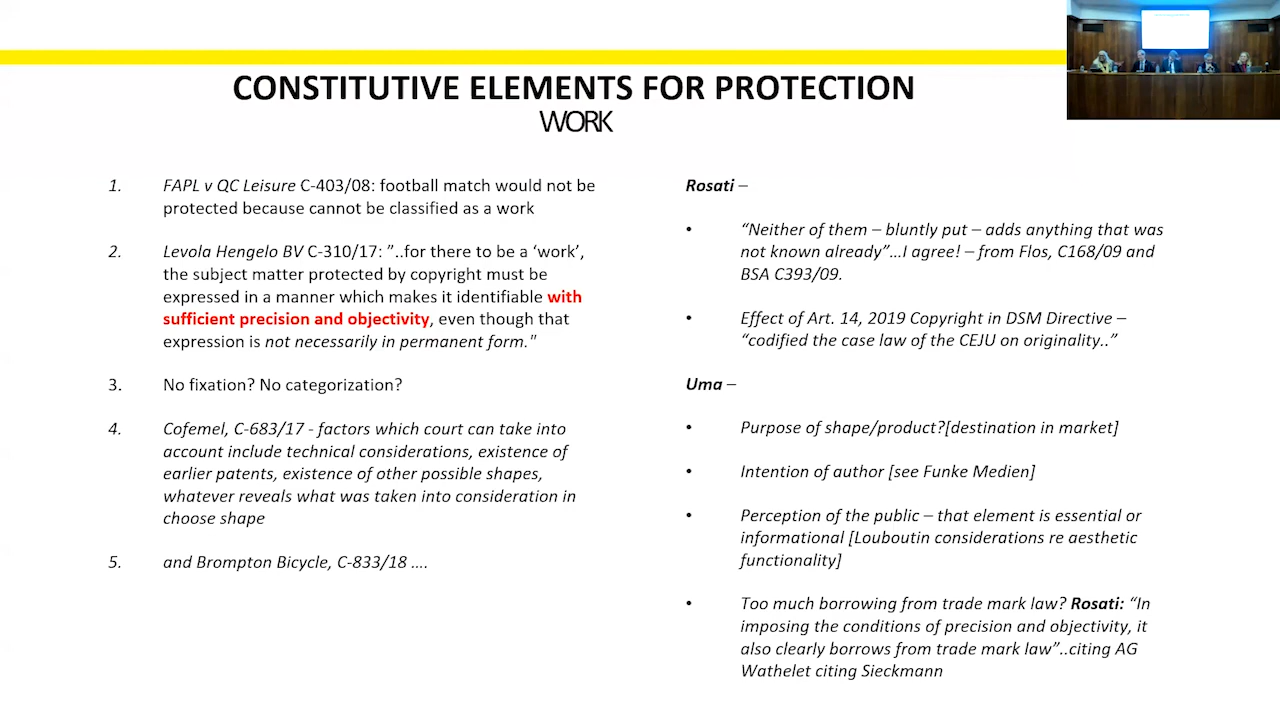 CONSTITUTIVE ELEMENTS FOR PROTECTION
WORK
1. FAPL v QC Leisure C-403/08: football match would not be
protected because cannot be classified as a work
2. Levola Hengelo BV C-310/17: "..for there to be a ‘work’,
the subject matter protected by copyright must be
expressed in a manner which makes it identifiable with
sufficient precision and objectivity, even though that
expression is not necessarily in permanent form."
3. No fixation? No categorization?
4. Cofemel, C-683/17 - factors which court can take into
account include technical considerations, existence of
earlier patents, existence of other possible shapes,
whatever reveals what was taken into consideration in
choose shape
5. and Brompton Bicycle, C-833/18 ....
Rosati –
• “Neither of them – bluntly put – adds anything that was
not known already”…I agree! – from Flos, C168/09 and
BSA C393/09.
• Effect of Art. 14, 2019 Copyright in DSM Directive –
“codified the case law of the CEJU on originality..”
Uma –
• Purpose of shape/product?[destination in market]
• Intention of author [see Funke Medien]
• Perception of the public – that element is essential or
informational [Louboutin considerations re aesthetic
functionality]
• Too much borrowing from trade mark law? Rosati: “In
imposing the conditions of precision and objectivity, it
also clearly borrows from trade mark law”..citing AG
Wathelet citing Sieckmann